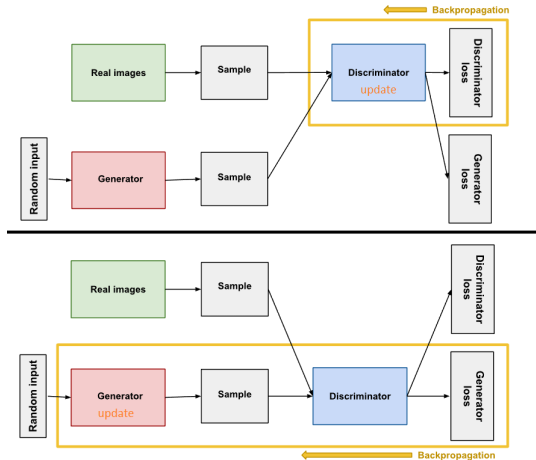 Backpropagation
Real images
Sample
Discriminator
update
Discriminator
loss
Random input
Generator
Sample
Generator
loss
Real images
Sample
Discriminator
loss
Random input
Generator
update
Sample
Discriminator
Generator
loss
Backpropagation